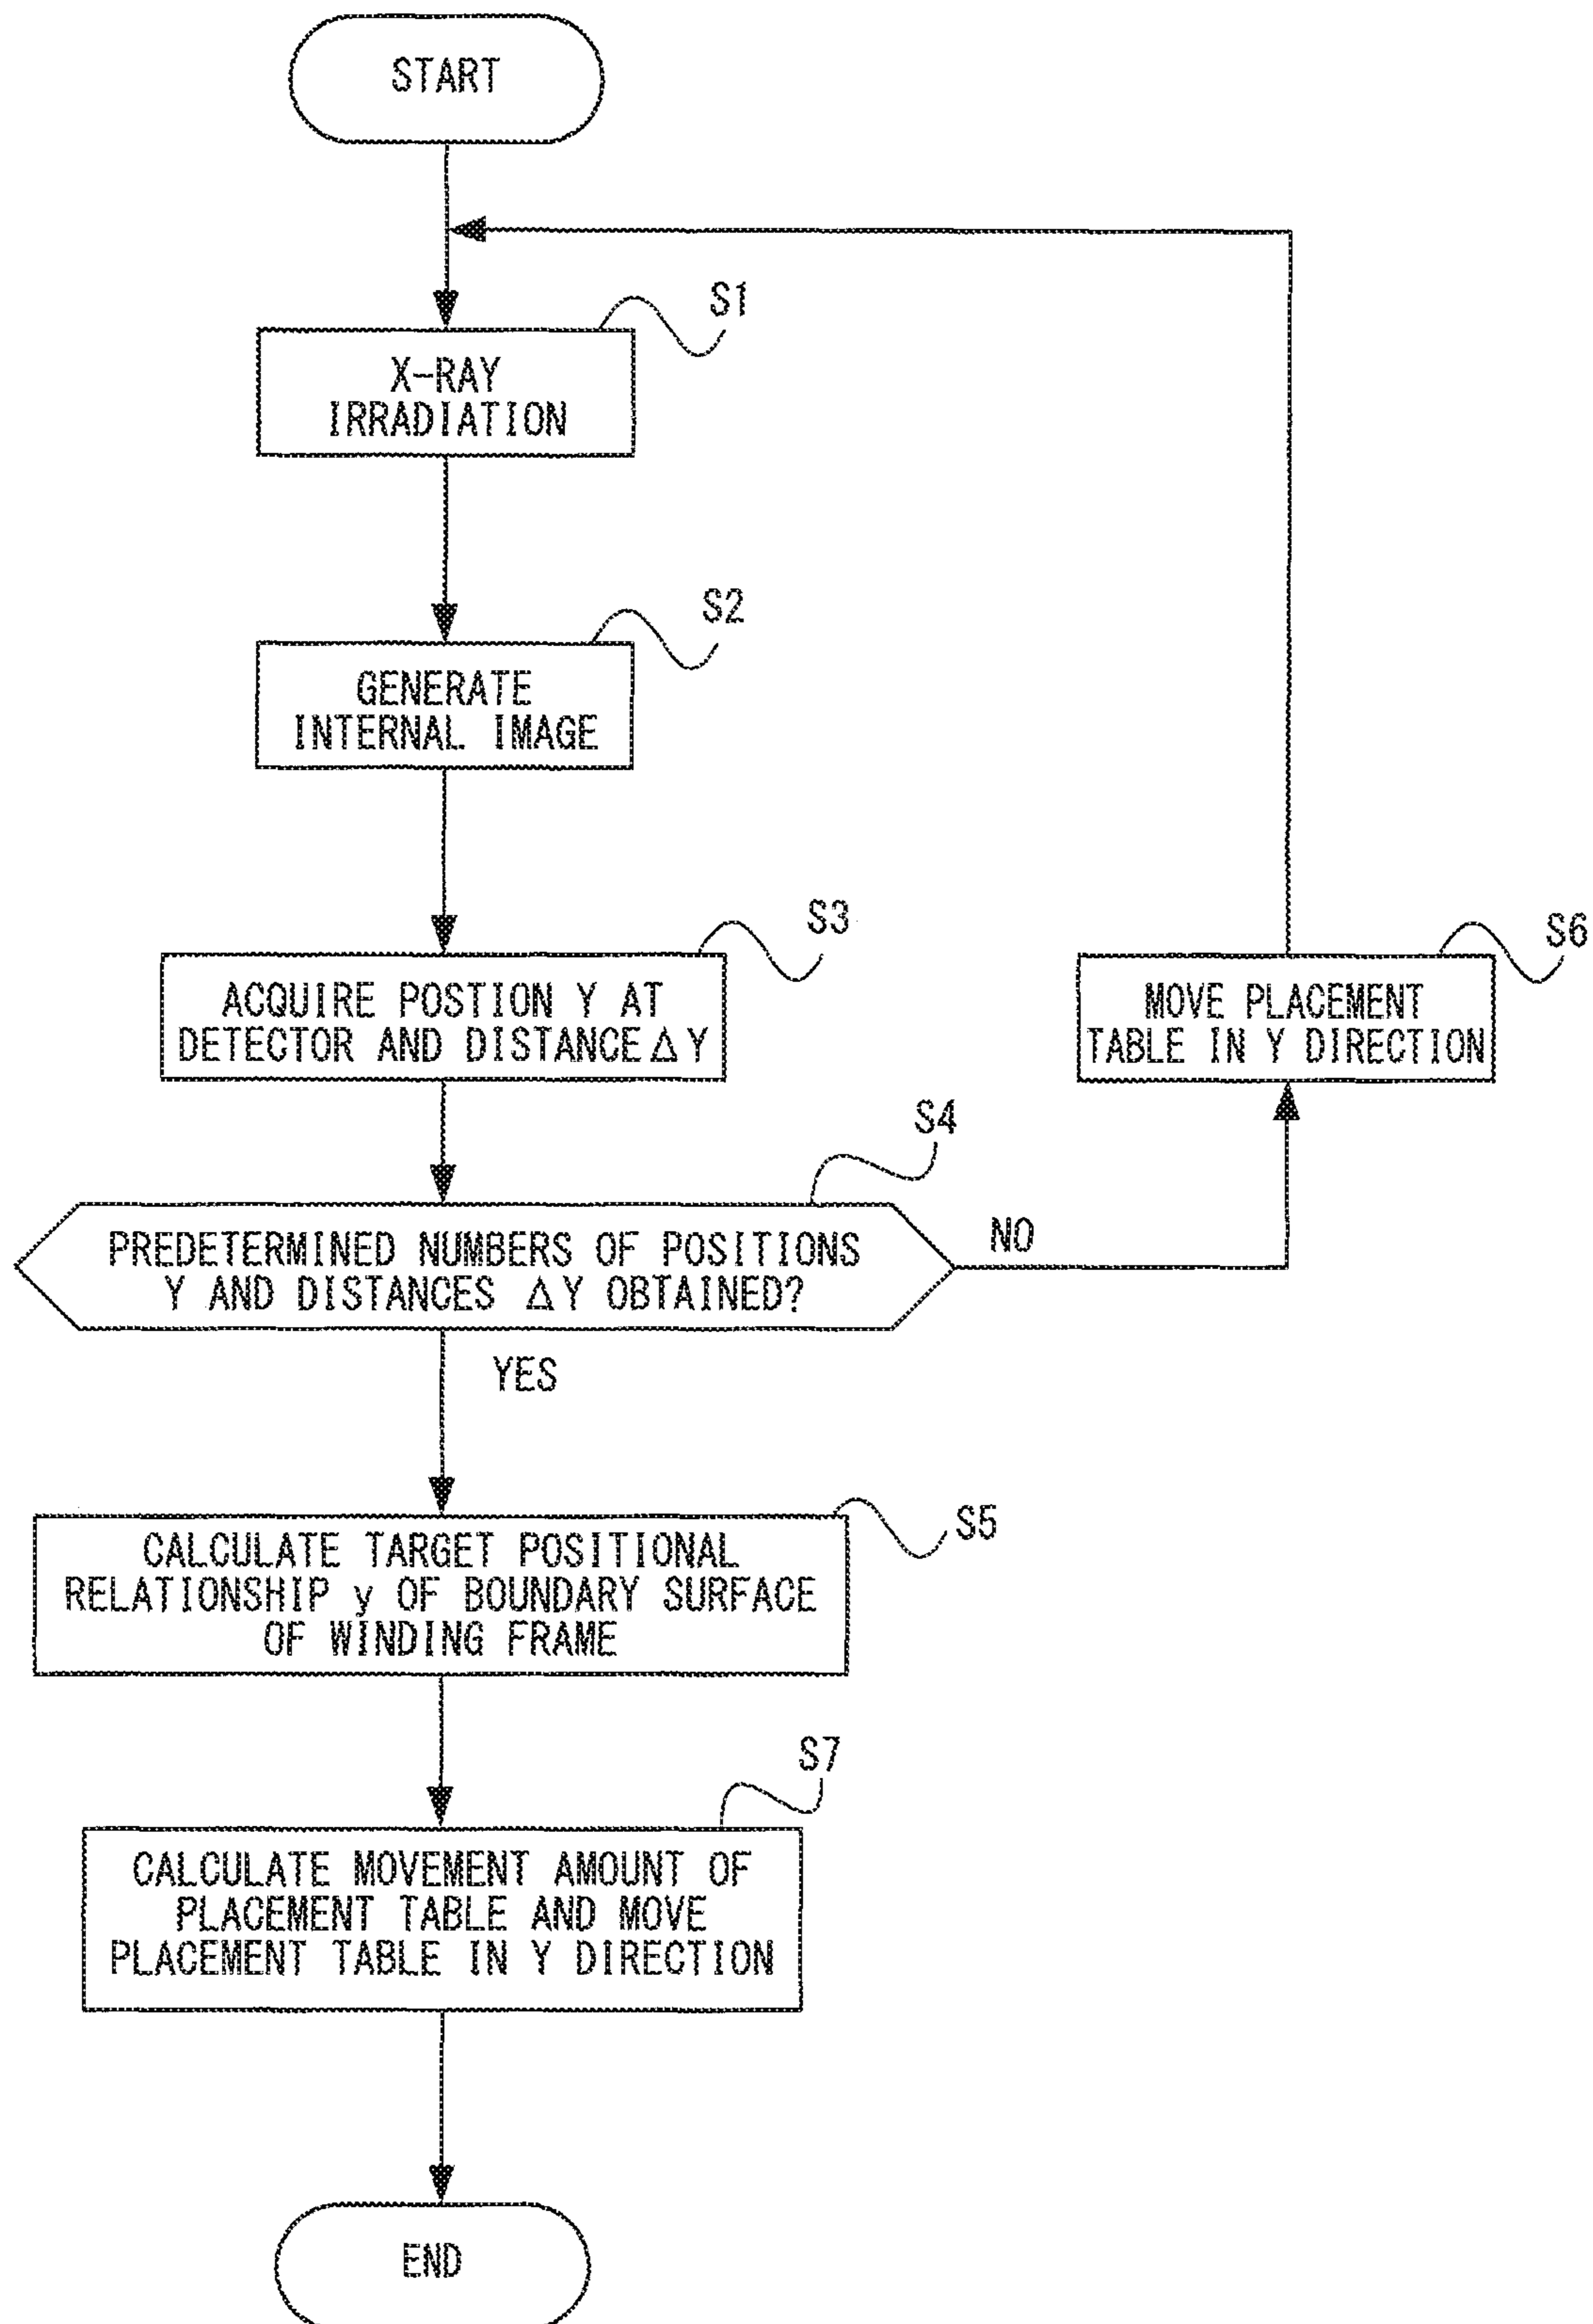 START
S1
X-RAY
IRRADIATION
S2
GENERATE
INTERNAL IMAGE
S3
ACQUIRE POSTION Y AT
DETECTOR AND DISTANCE Δ Y
S6
MOVE PLACEMENT
TABLE IN Y DIRECTION
S4
PREDETERMINED NUMBERS OF POSITIONS
Y AND DISTANCES Δ Y OBTAINED?
NO
YES
S5
CALCULATE TARGET POSITIONAL
RELATIONSHIP y OF BOUNDARY SURFACE
OF WINDING FRAME
S7
CALCULATE MOVEMENT AMOUNT OF
PLACEMENT TABLE AND MOVE
PLACEMENT TABLE IN Y DIRECTION
END